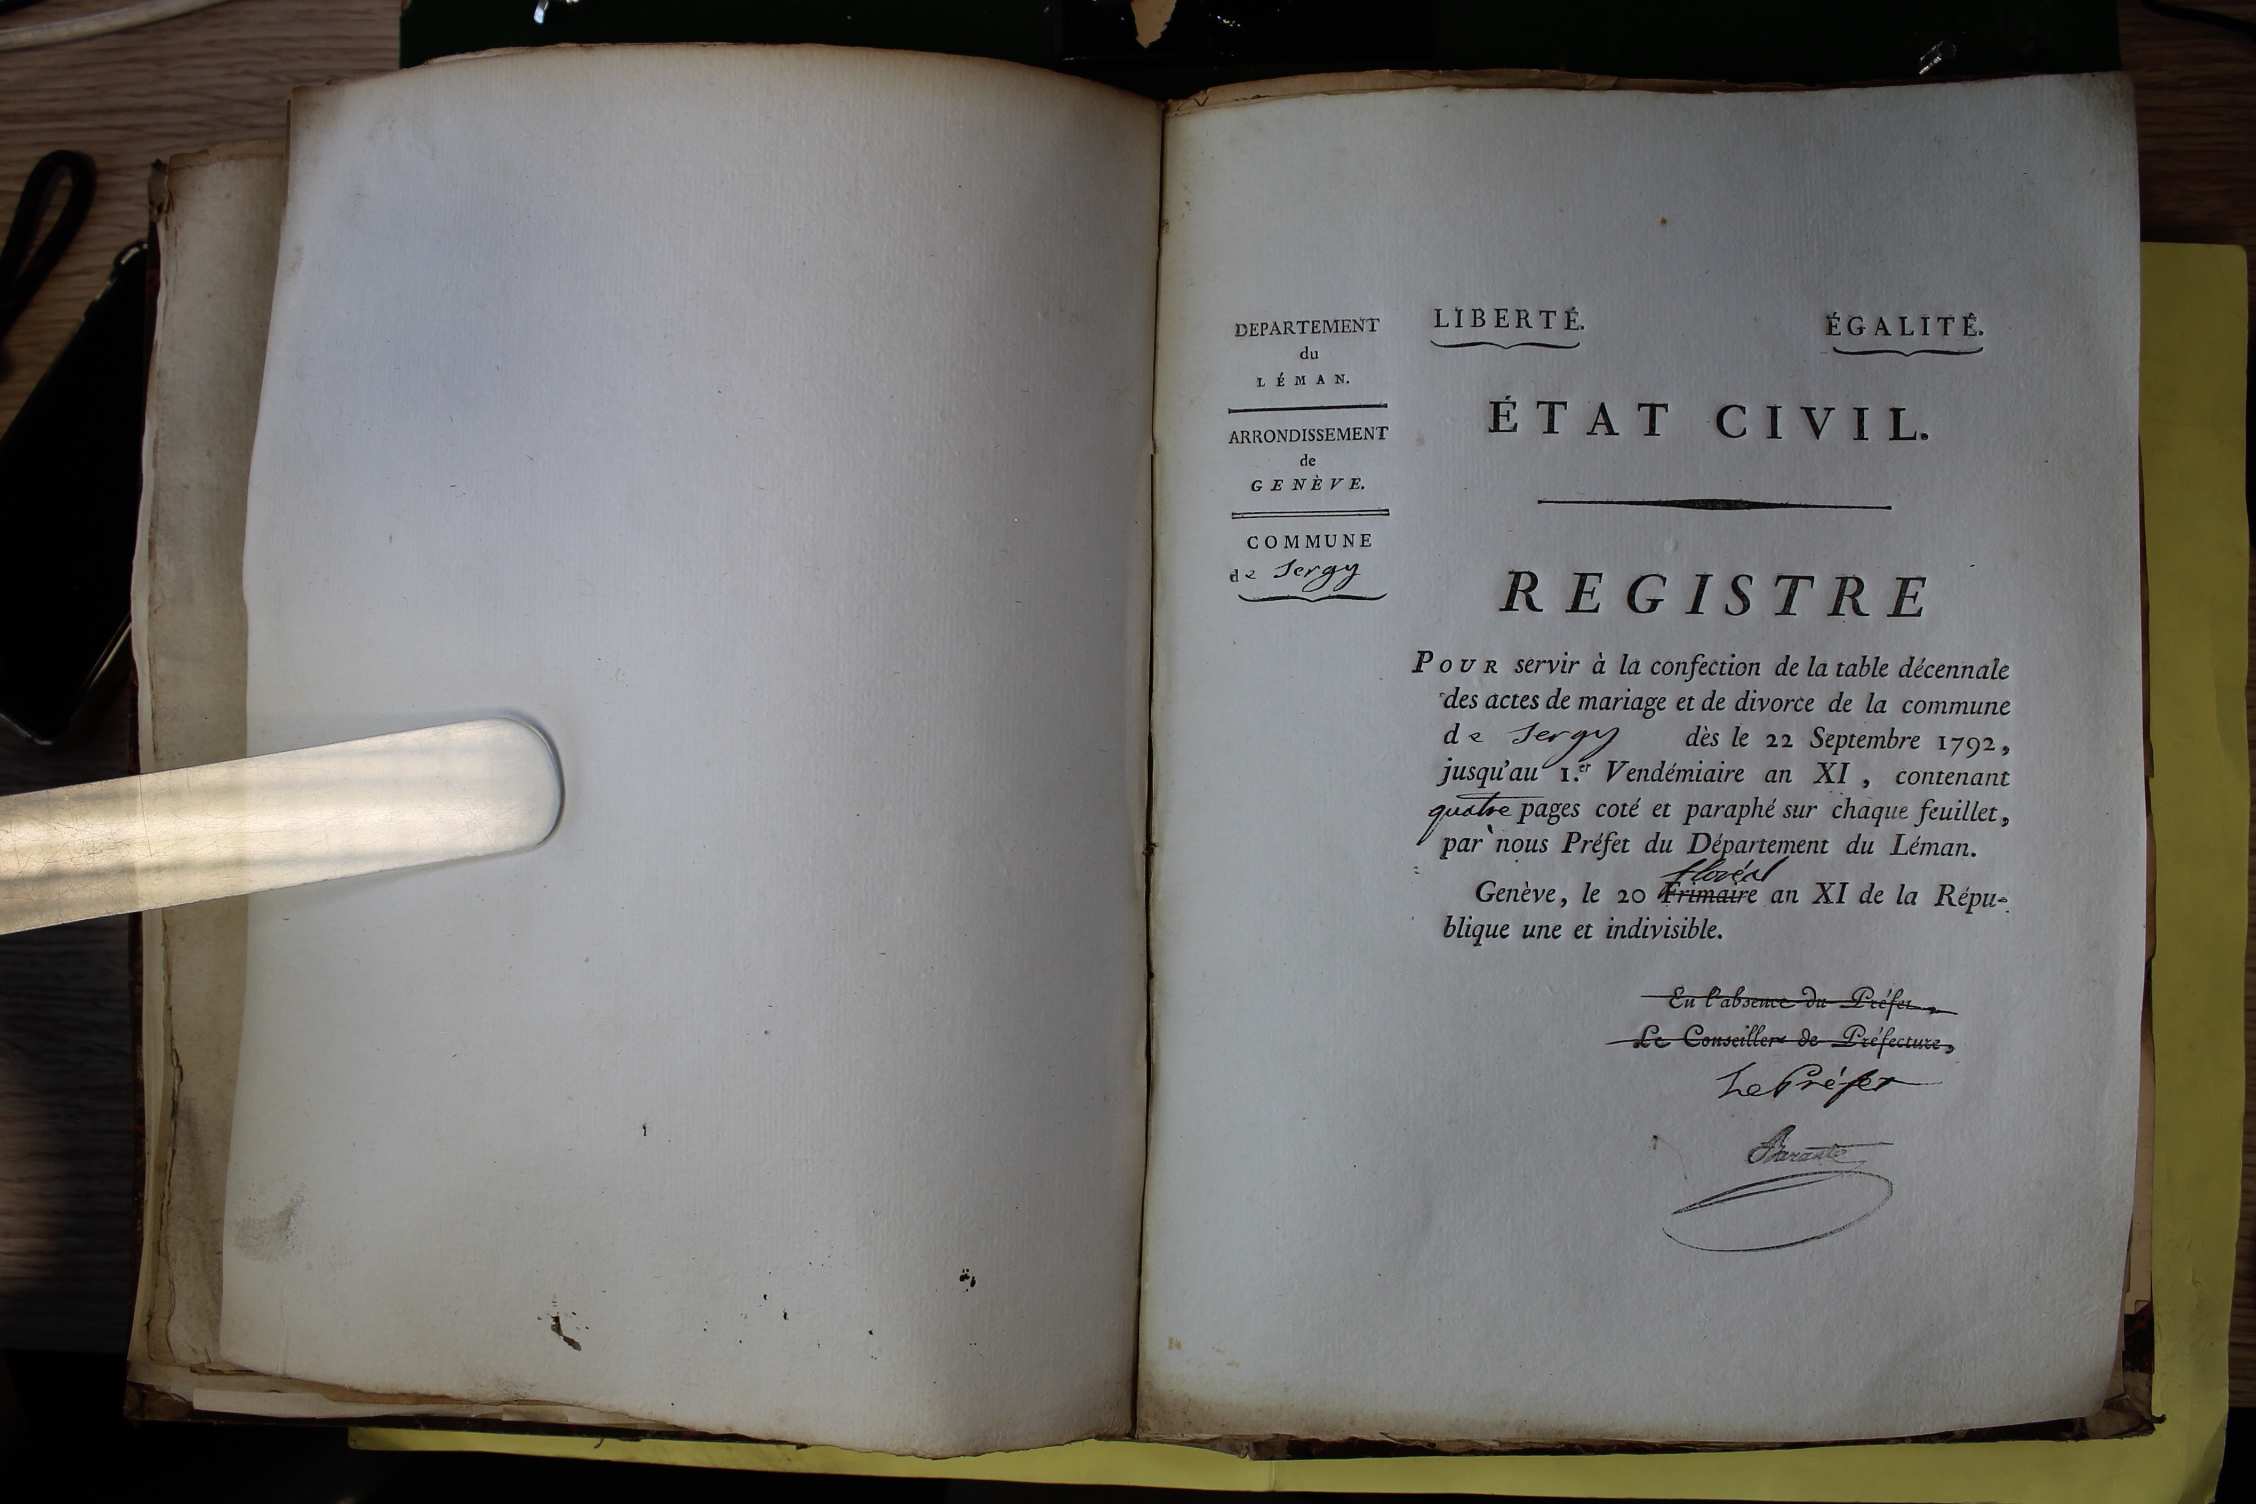 DEPARTEMENT
du
LÉMAN.
ARRONDISSEMENT
de
GENÈVE.
COMMUNE
de Sergy
LIBERTÉ. ÉGALITÉ.
ÉTAT CIVIL.
REGISTRE
POUR servir à la confection de la table décennale
des actes de mariage et de divorce de la commune
de Sergy dès le 22 Septembre 1792,
jusqu'au 1.er Vendémiaire an XI, contenant
quatre pages coté et paraphé sur chaque feuillet,
par nous Préfet du Département du Léman.
floréal
Genève, le 20 Frimaire an XI de la Répu-
blique une et indivisible.
En l'absence du Préfet,
Le Conseiller de Préfecture,
Le Préfet
Barante